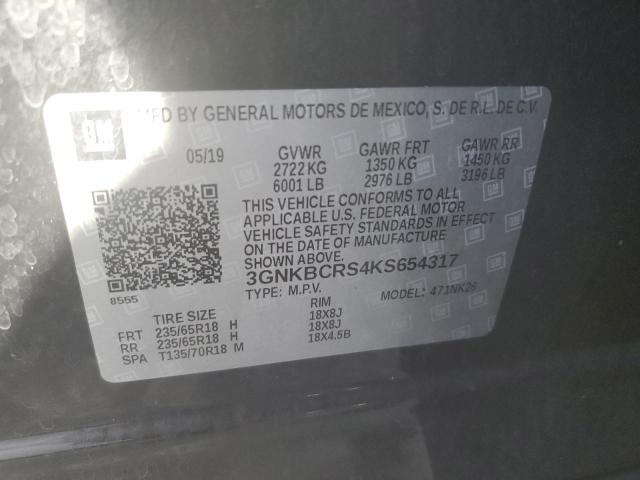 GM MFD BY GENERAL MOTORS DE MEXICO, S. DE R.L. DE C.V.
05/19 GVWR GAWR FRT GAWR RR
2722 KG 1350 KG 1450 KG
6001 LB 2976 LB 3196 LB
THIS VEHICLE CONFORMS TO ALL
APPLICABLE U.S. FEDERAL MOTOR
VEHICLE SAFETY STANDARDS IN EFFECT
ON THE DATE OF MANUFACTURE
SHOWN ABOVE.
3GNKBCRS4KS654317
8555
TYPE: M.P.V. MODEL: 471NK26
TIRE SIZE RIM
FRT 235/65R18 H 18X8J
RR 235/65R18 H 18X8J
SPA T135/70R18 M 18X4.5B